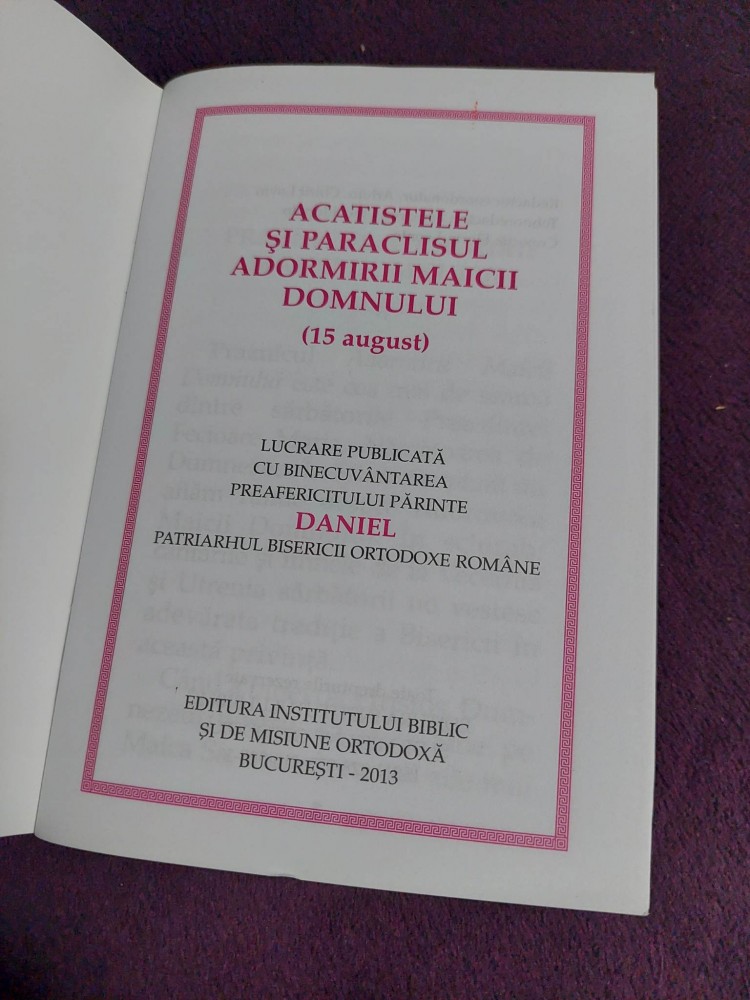 ACATISTELE
ŞI PARACLISUL
ADORMIRII MAICII
DOMNULUI
(15 august)
LUCRARE PUBLICATĂ
CU BINECUVÂNTAREA
PREAFERICITULUI PĂRINTE
DANIEL
PATRIARHUL BISERICII ORTODOXE ROMÂNE
EDITURA INSTITUTULUI BIBLIC
ŞI DE MISIUNE ORTODOXĂ
BUCUREŞTI - 2013